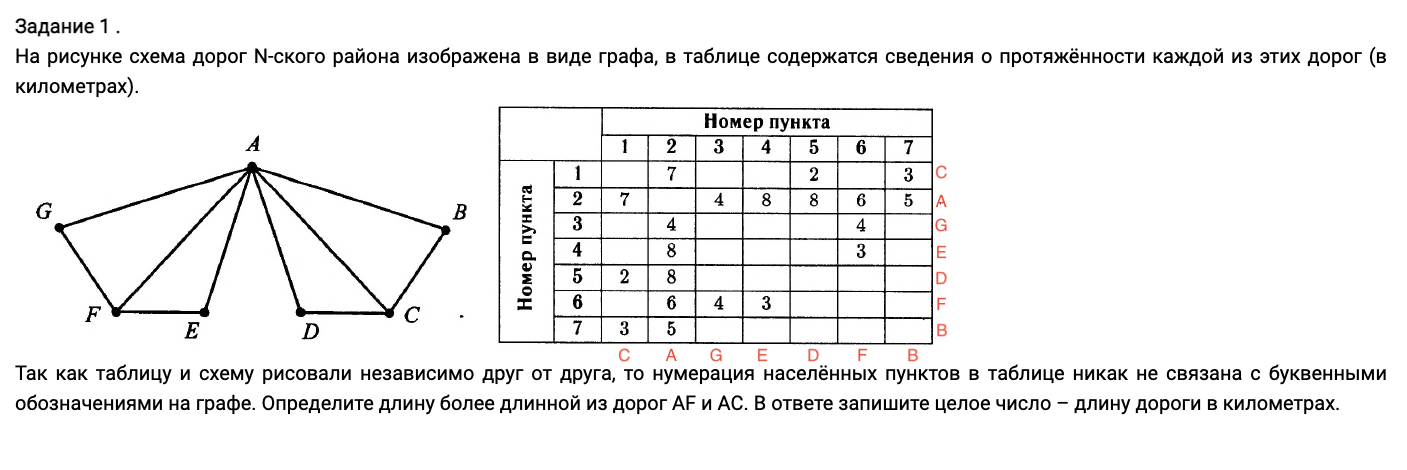 Задание 1 .
На рисунке схема дорог N-ского района изображена в виде графа, в таблице содержатся сведения о протяжённости каждой из этих дорог (в
километрах).
A
G
B
F
E
D
C
.
Номер пункта
1 2 3 4 5 6 7
Номер пункта
1 7 2 3 C
2 7 4 8 8 6 5 A
3 4 4 G
4 8 3 E
5 2 8 D
6 6 4 3 F
7 3 5 B
C A G E D F B
Так как таблицу и схему рисовали независимо друг от друга, то нумерация населённых пунктов в таблице никак не связана с буквенными
обозначениями на графе. Определите длину более длинной из дорог AF и AC. В ответе запишите целое число – длину дороги в километрах.